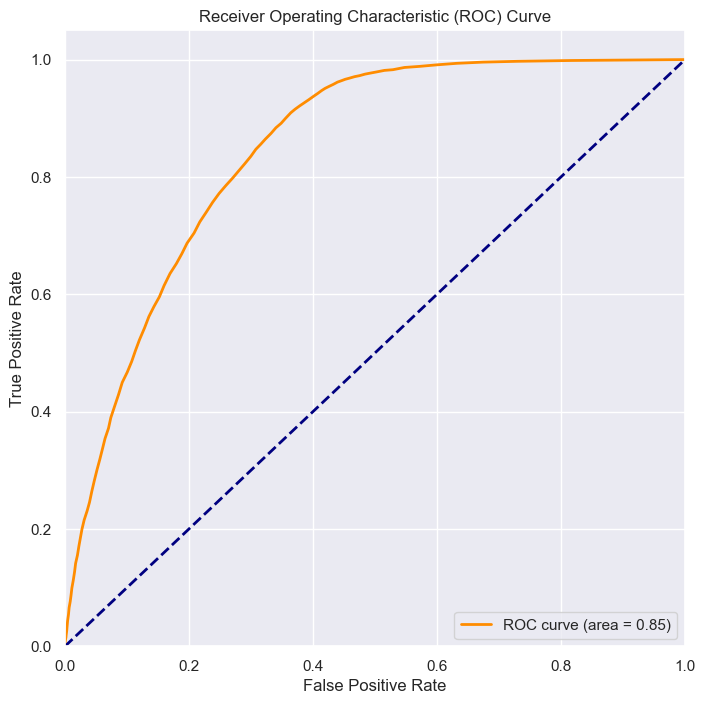 Receiver Operating Characteristic (ROC) Curve
1.0
0.8
0.6
0.4
0.2
0.0
True Positive Rate
ROC curve (area = 0.85)
0.0 0.2 0.4 0.6 0.8 1.0
False Positive Rate